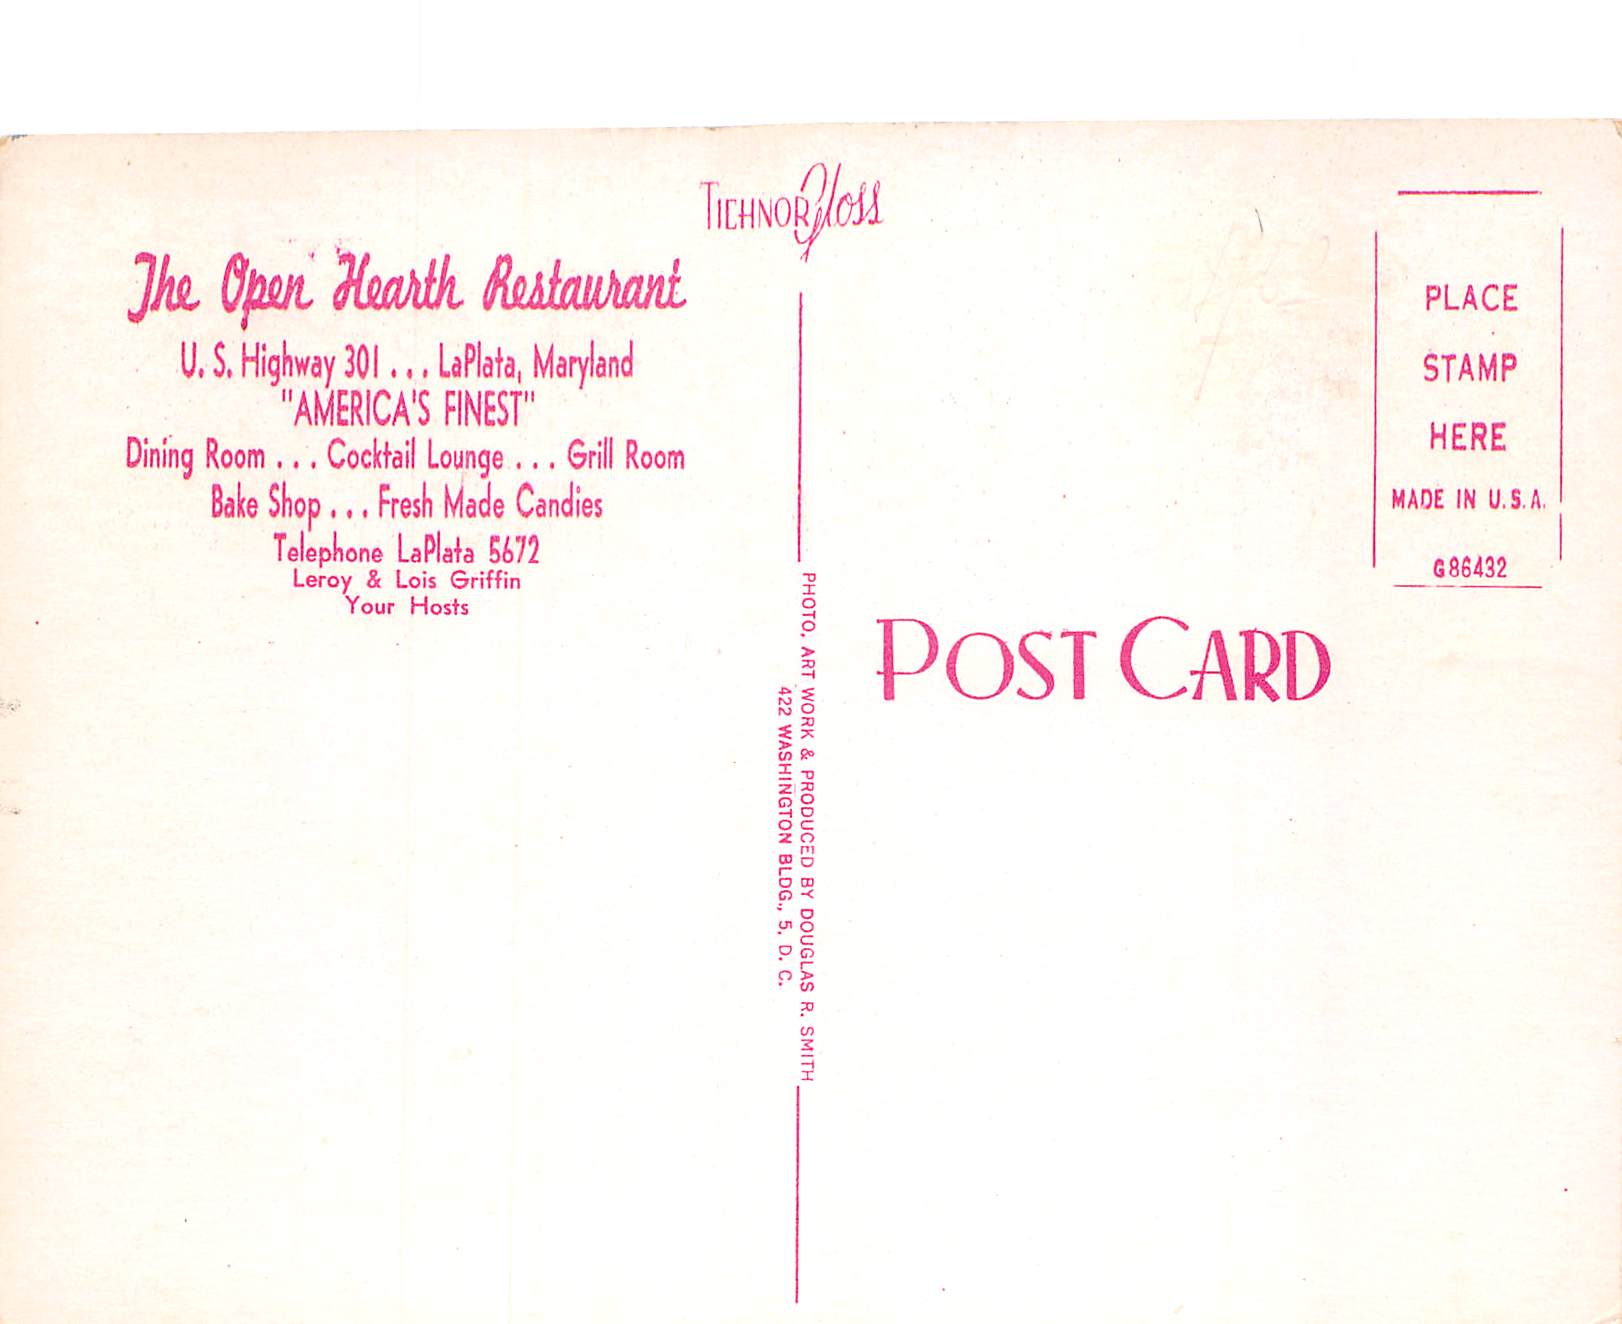 TICHNOR Gloss
The Open Hearth Restaurant
U. S. Highway 301 . . . LaPlata, Maryland
"AMERICA'S FINEST"
Dining Room . . . Cocktail Lounge . . . Grill Room
Bake Shop . . . Fresh Made Candies
Telephone LaPlata 5672
Leroy & Lois Griffin
Your Hosts
PHOTO, ART WORK & PRODUCED BY DOUGLAS R. SMITH
422 WASHINGTON BLDG., 5, D. C.
PLACE
STAMP
HERE
MADE IN U.S.A.
G86432
POST CARD